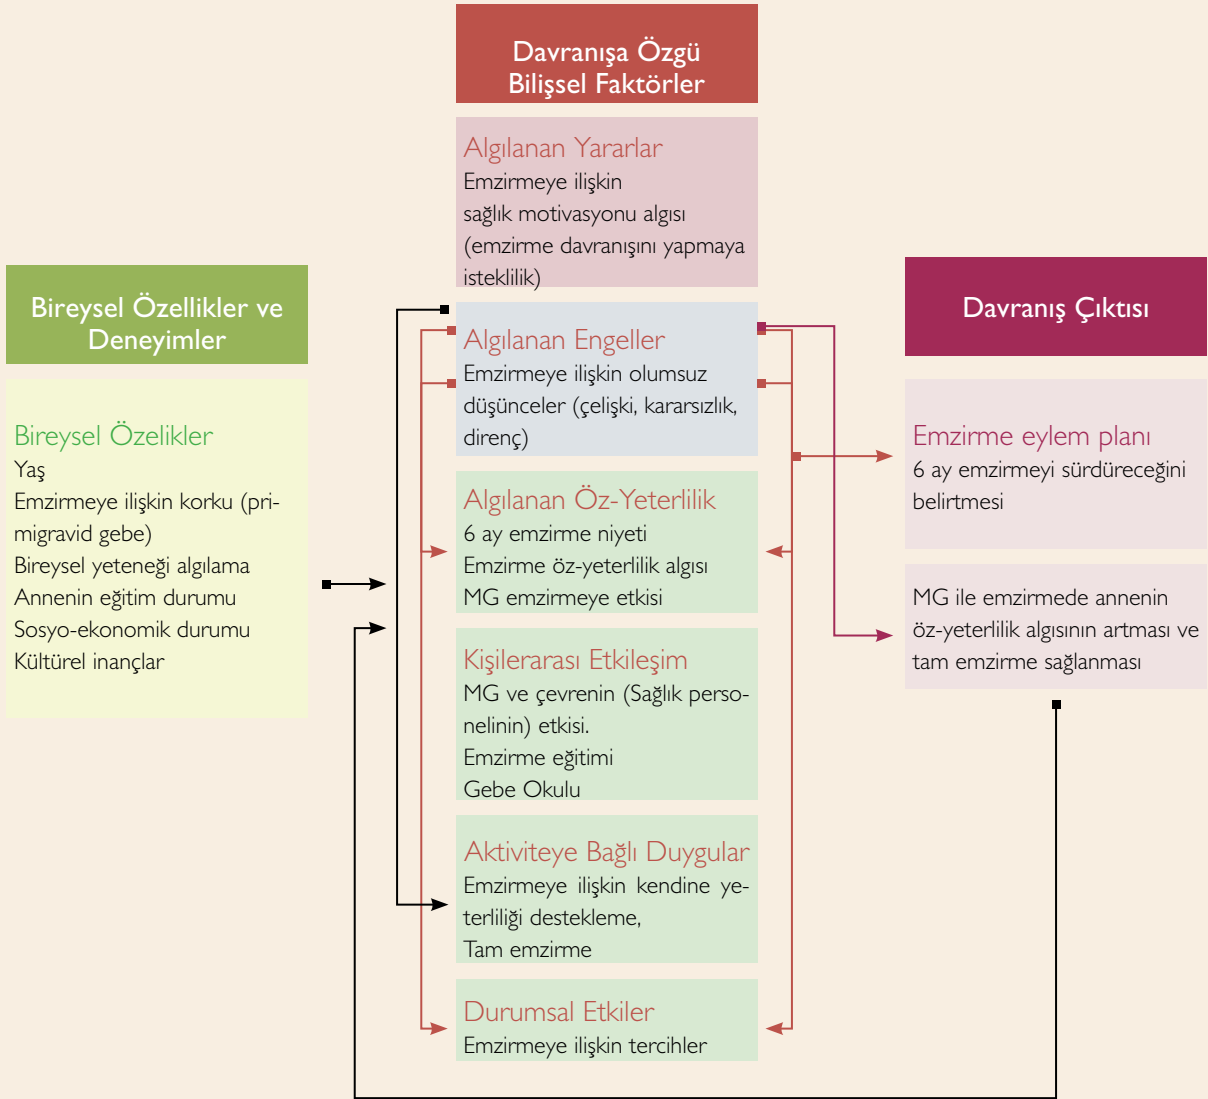 Bireysel Özellikler ve
Deneyimler
Bireysel Özelikler
Yaş
Emzirmeye ilişkin korku (pri-
migravid gebe)
Bireysel yeteneği algılama
Annenin eğitim durumu
Sosyo-ekonomik durumu
Kültürel inançlar
Davranışa Özgü
Bilişsel Faktörler
Algılanan Yararlar
Emzirmeye ilişkin
sağlık motivasyonu algısı
(emzirme davranışını yapmaya
isteklilik)
Algılanan Engeller
Emzirmeye ilişkin olumsuz
düşünceler (çelişki, kararsızlık,
direnç)
Algılanan Öz-Yeterlilik
6 ay emzirme niyeti
Emzirme öz-yeterlilik algısı
MG emzirmeye etkisi
Kişilerarası Etkileşim
MG ve çevrenin (Sağlık perso-
nelinin) etkisi.
Emzirme eğitimi
Gebe Okulu
Aktiviteye Bağlı Duygular
Emzirmeye ilişkin kendine ye-
terliliği destekleme,
Tam emzirme
Durumsal Etkiler
Emzirmeye ilişkin tercihler
Davranış Çıktısı
Emzirme eylem planı
6 ay emzirmeyi sürdüreceğini
belirtmesi
MG ile emzirmede annenin
öz-yeterlilik algısının artması ve
tam emzirme sağlanması